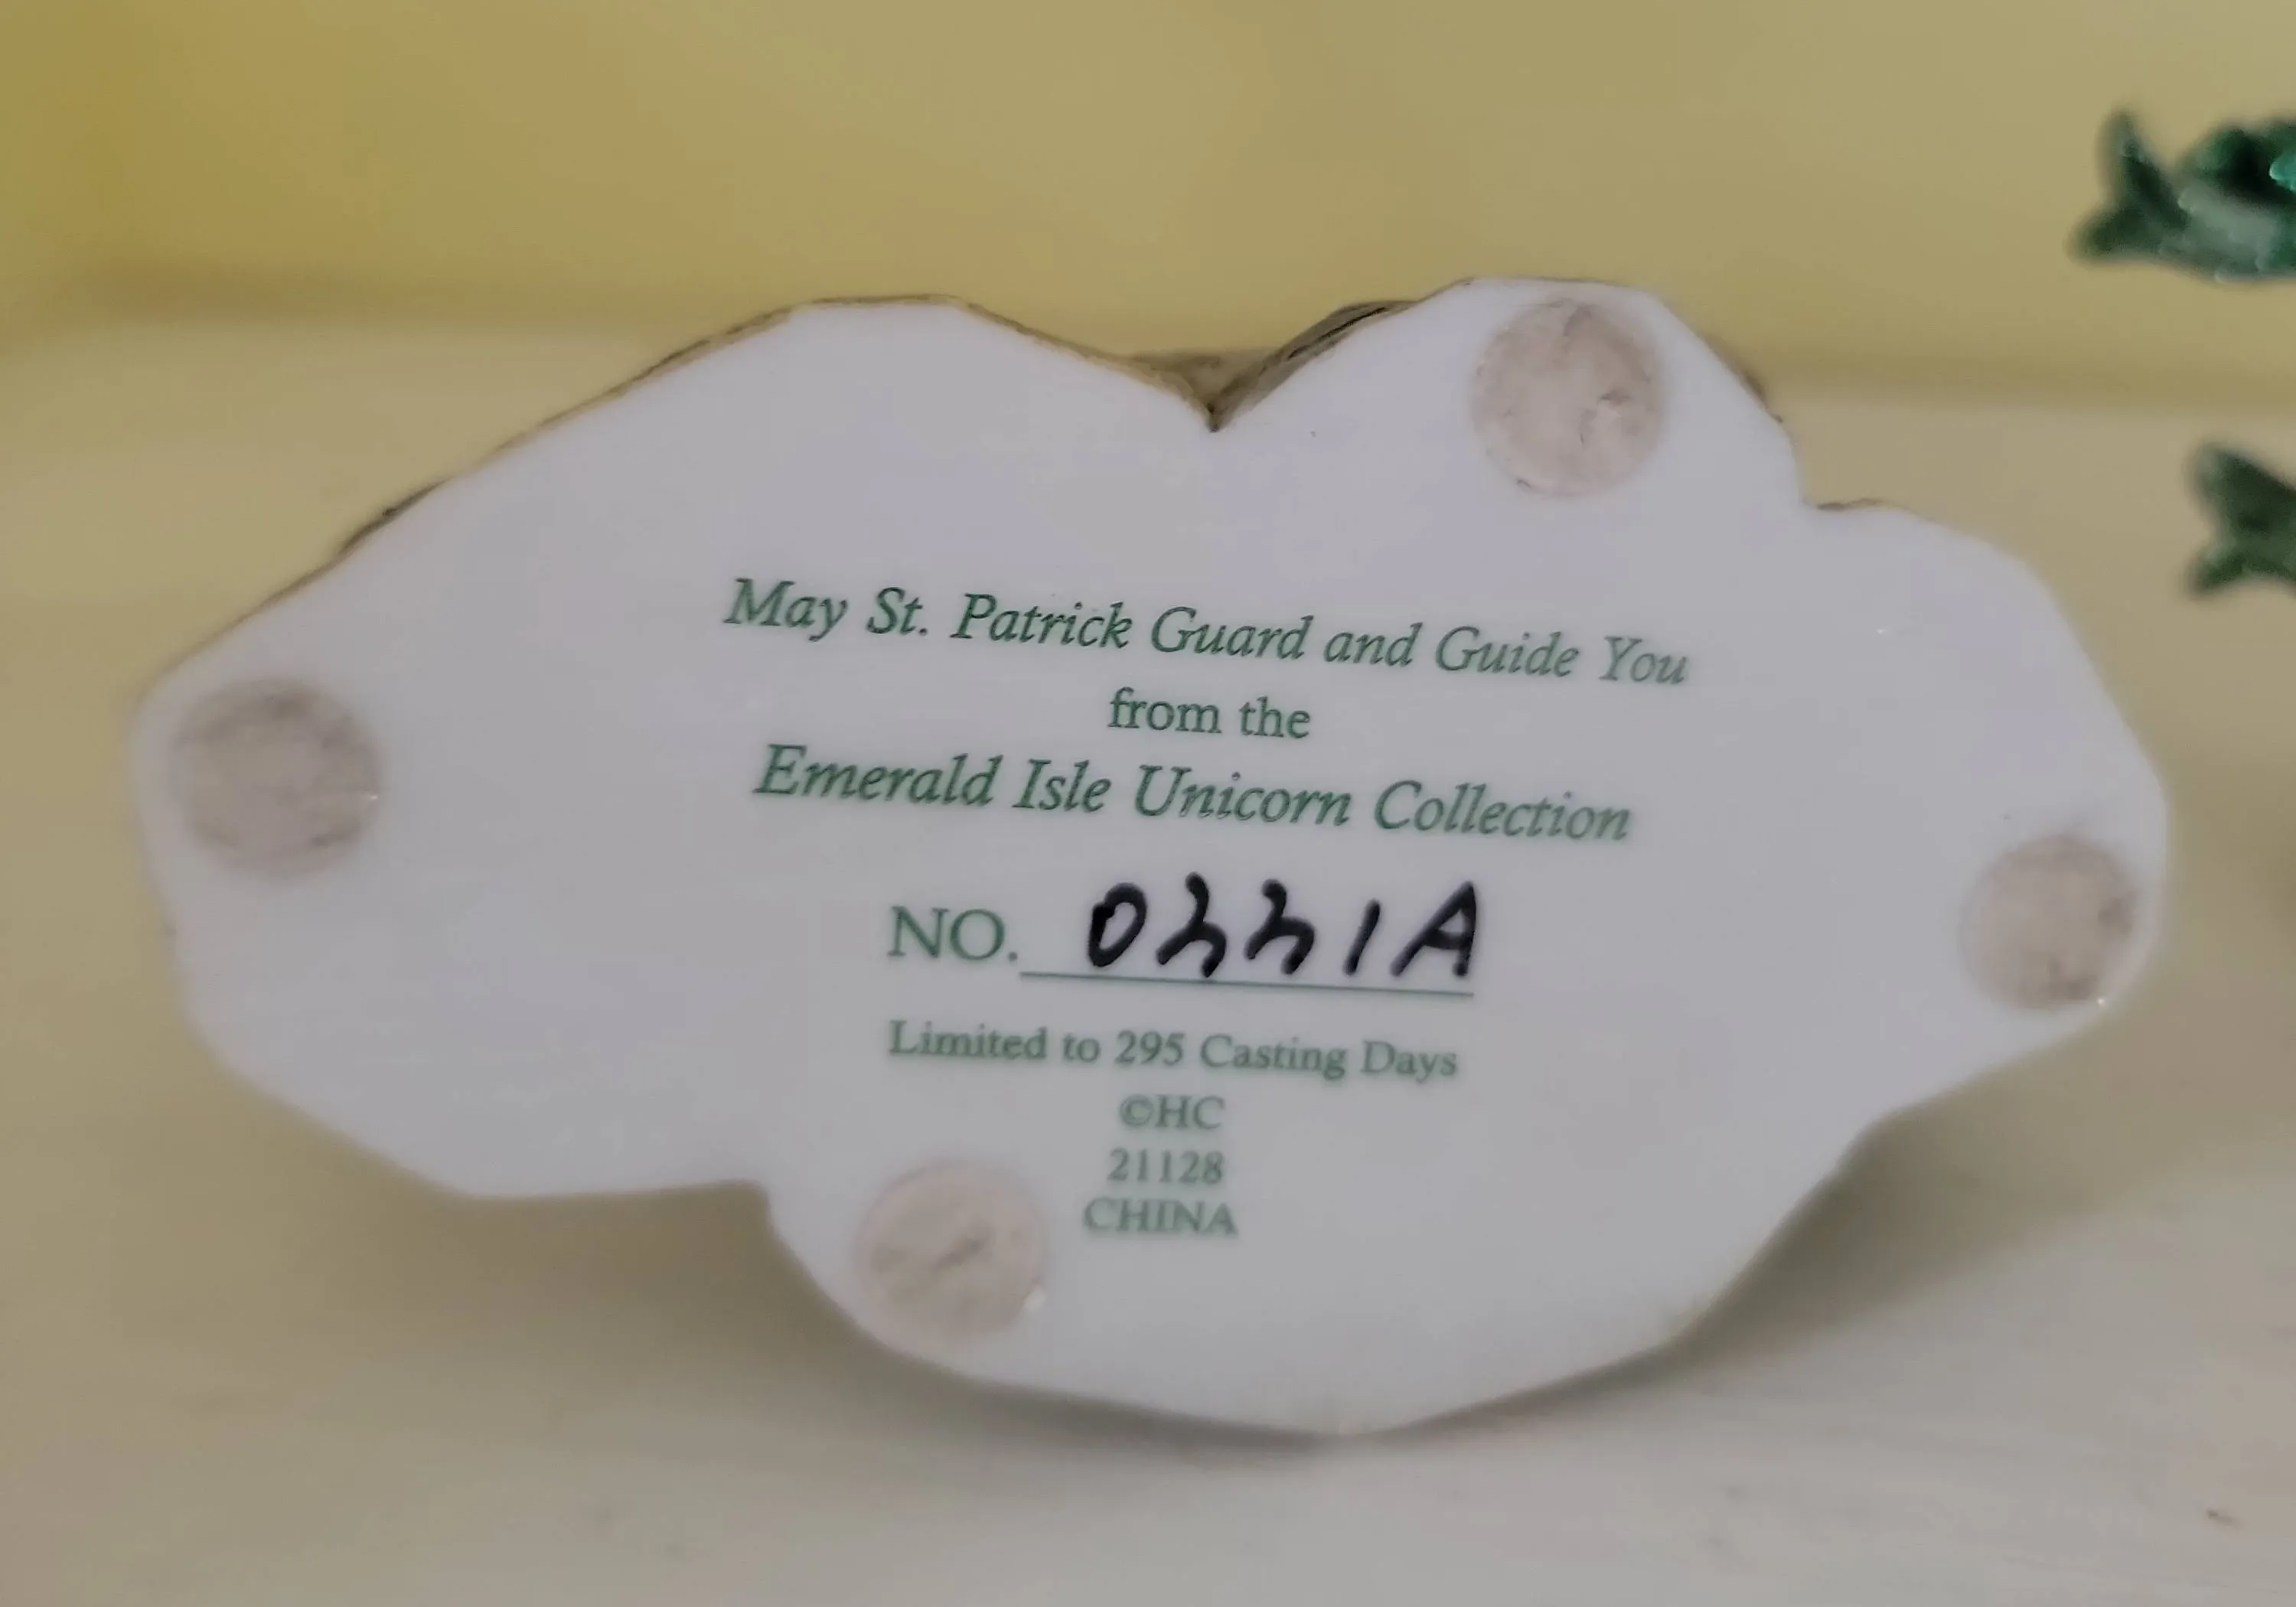 May St. Patrick Guard and Guide You
from the
Emerald Isle Unicorn Collection
NO. 0331A
Limited to 295 Casting Days
©HC
21128
CHINA